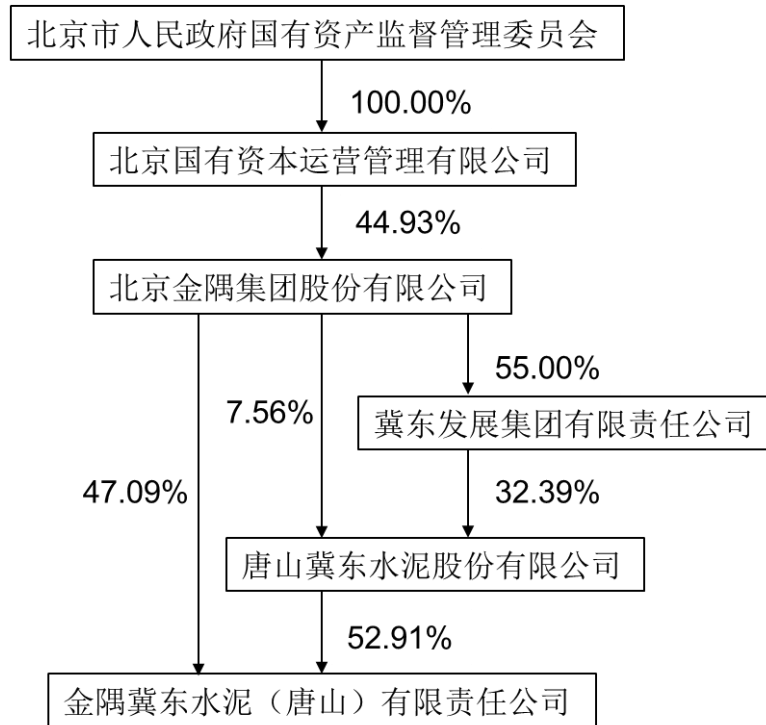 北京市人民政府国有资产监督管理委员会
100.00%
北京国有资本运营管理有限公司
44.93%
北京金隅集团股份有限公司
55.00%
7.56%
冀东发展集团有限责任公司
47.09%
32.39%
唐山冀东水泥股份有限公司
52.91%
金隅冀东水泥（唐山）有限责任公司